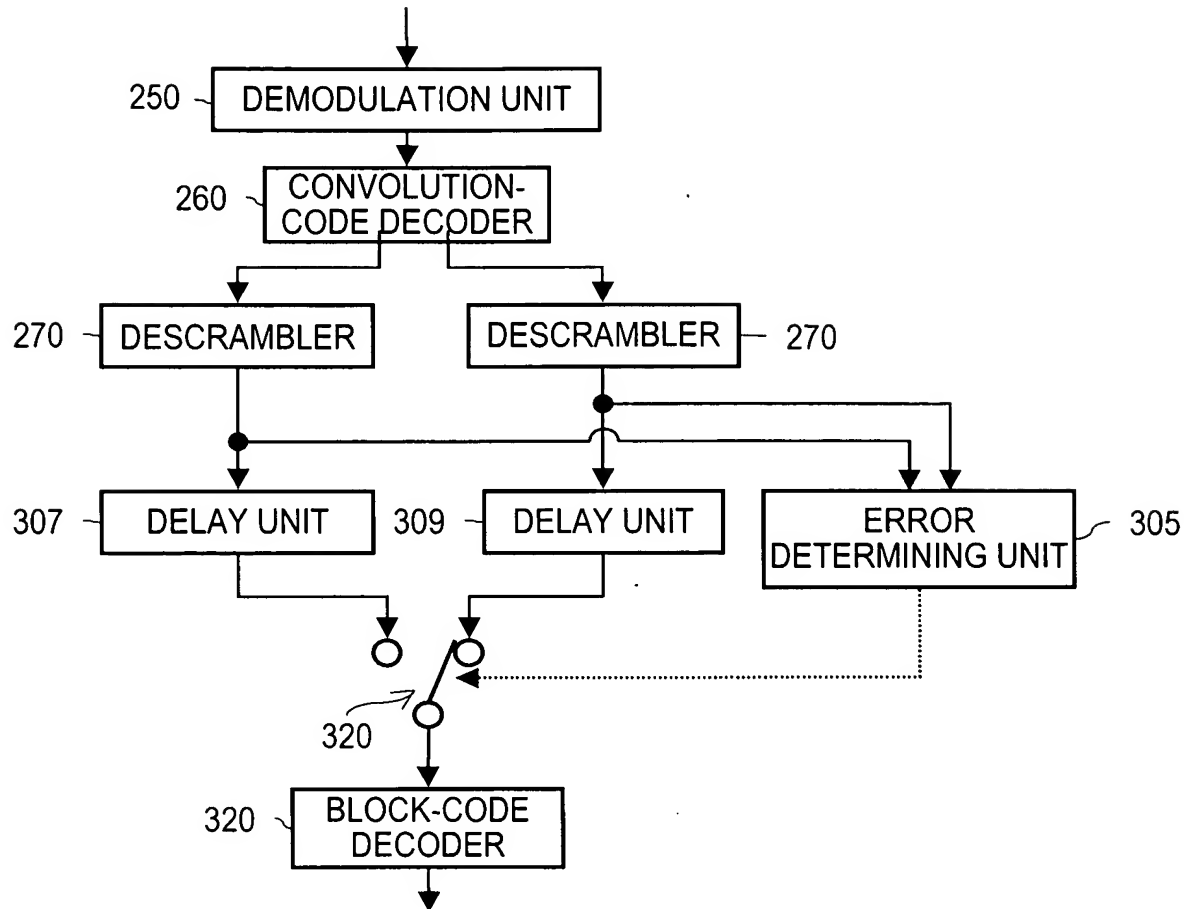 250 DEMODULATION UNIT
260 CONVOLUTION-
CODE DECODER
270 DESCRAMBLER
DESCRAMBLER 270
307 DELAY UNIT
309 DELAY UNIT
ERROR
DETERMINING UNIT 305
320
320 BLOCK-CODE
DECODER